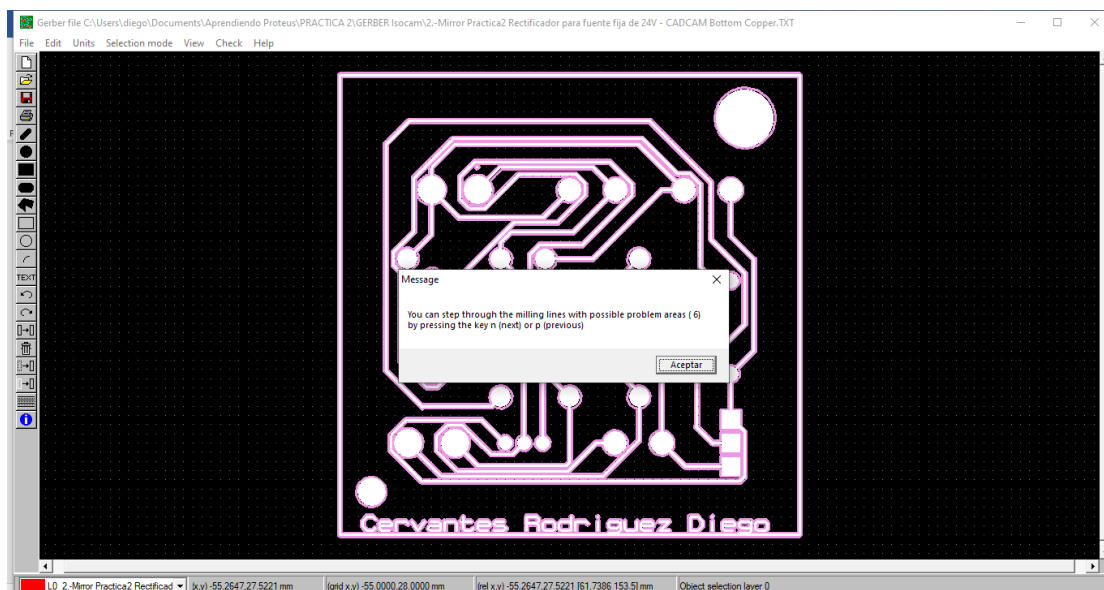 Gerber file C:\Users\diego\Documents\Aprendiendo Proteus\PRACTICA 2\GERBER Isocam\2.-Mirror Practica2 Rectificador para fuente fija de 24V - CADCAM Bottom Copper.TXT
File Edit Units Selection mode View Check Help
TEXT
Message
You can step through the milling lines with possible problem areas ( 6)
by pressing the key n (next) or p (previous)
Aceptar
Cervantes Rodriguez Diego
L0 2.-Mirror Practica2 Rectificad (x,y) -55.2647,27.5221 mm (grid x,y) -55.0000,28.0000 mm (rel x,y) -55.2647,27.5221 [61.7386 153.5] mm Object selection layer 0